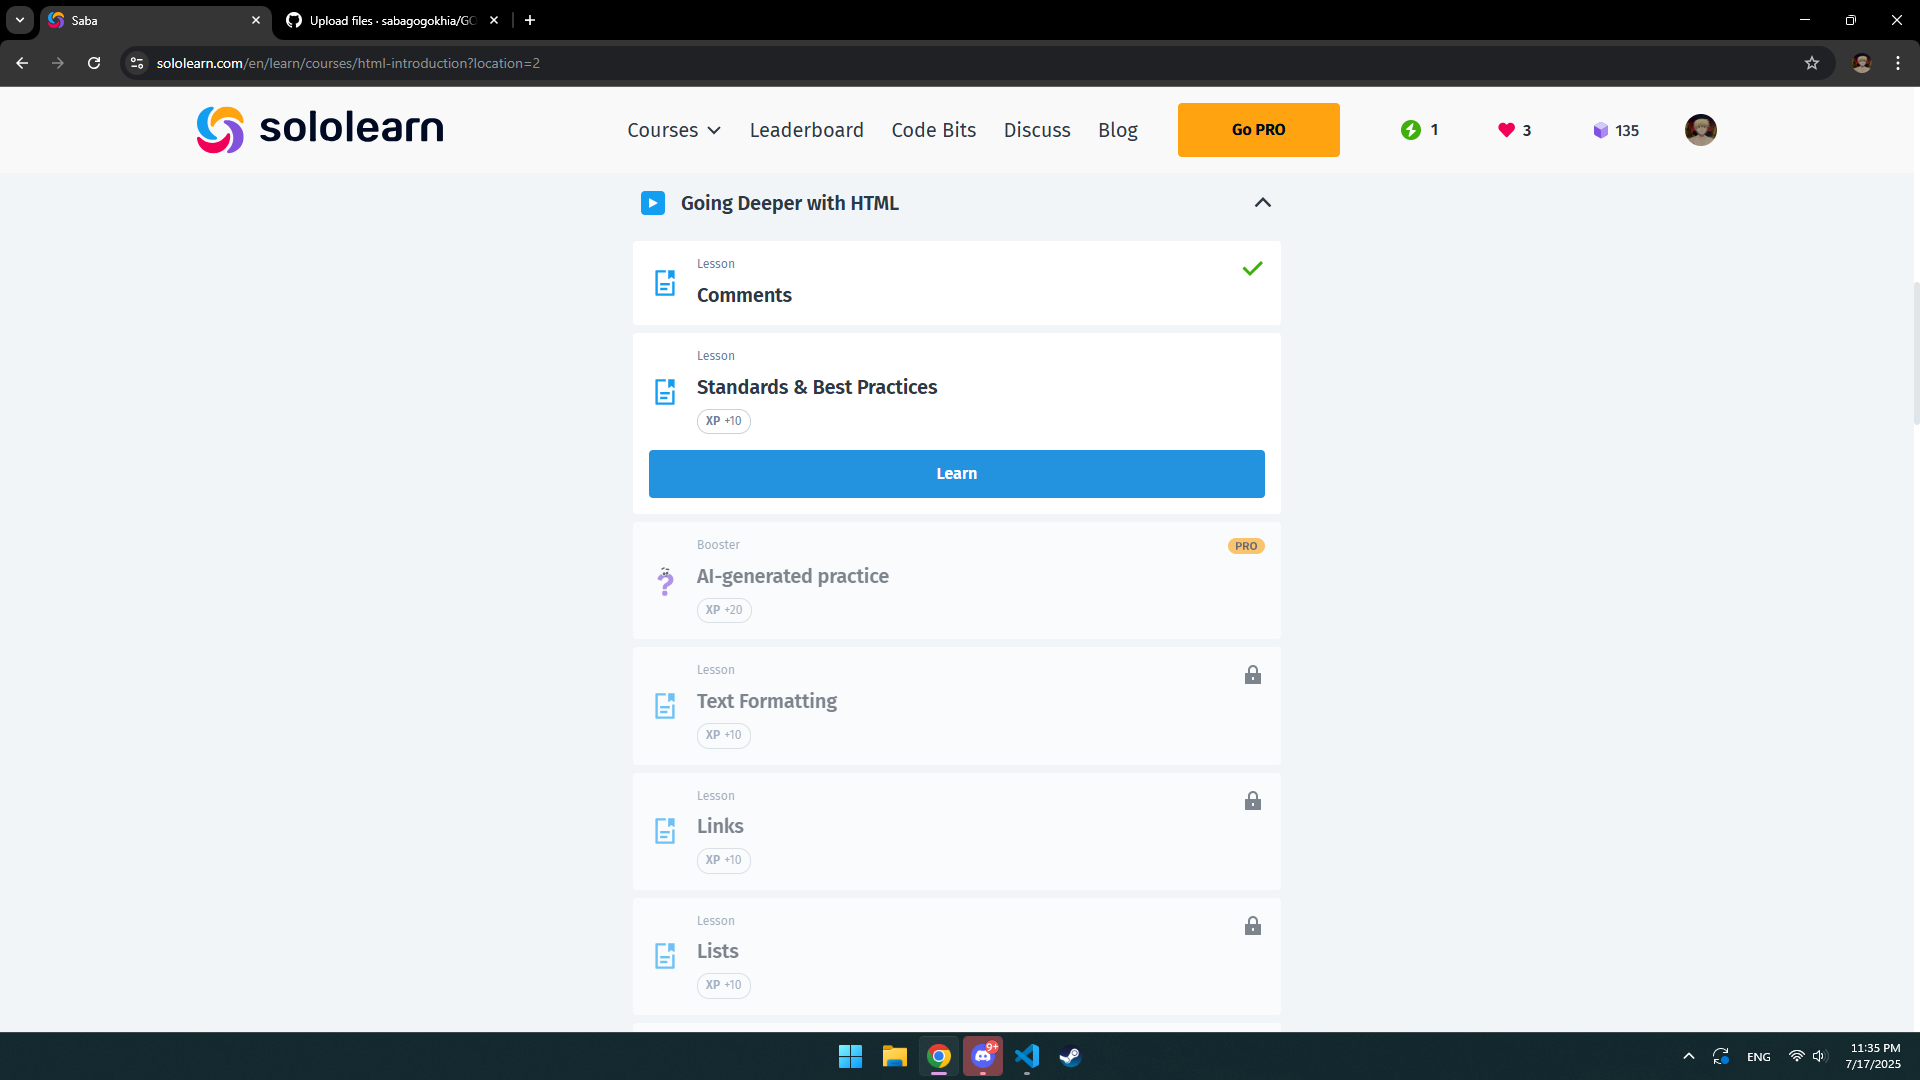 Saba
Upload files · sabagogokhia/GO
sololearn.com/en/learn/courses/html-introduction?location=2
sololearn
Courses
Leaderboard
Code Bits
Discuss
Blog
Go PRO
1
3
135
Going Deeper with HTML
Lesson
Comments
Lesson
Standards & Best Practices
XP +10
Learn
Booster
PRO
AI-generated practice
XP +20
Lesson
Text Formatting
XP +10
Lesson
Links
XP +10
Lesson
Lists
XP +10
9+
ENG
11:35 PM
7/17/2025